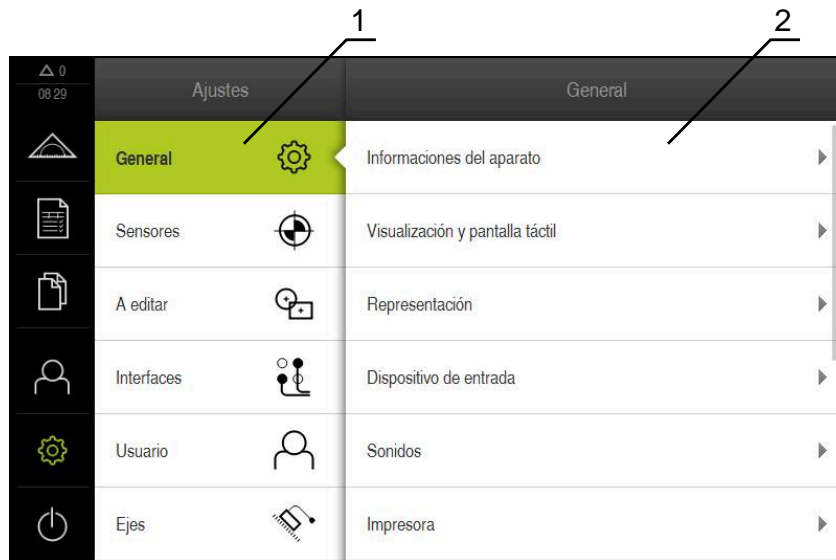 1
2
0
08:29
Ajustes
General
General
Informaciones del aparato
Sensores
Visualización y pantalla táctil
A editar
Representación
Interfaces
Dispositivo de entrada
Usuario
Sonidos
Ejes
Impresora